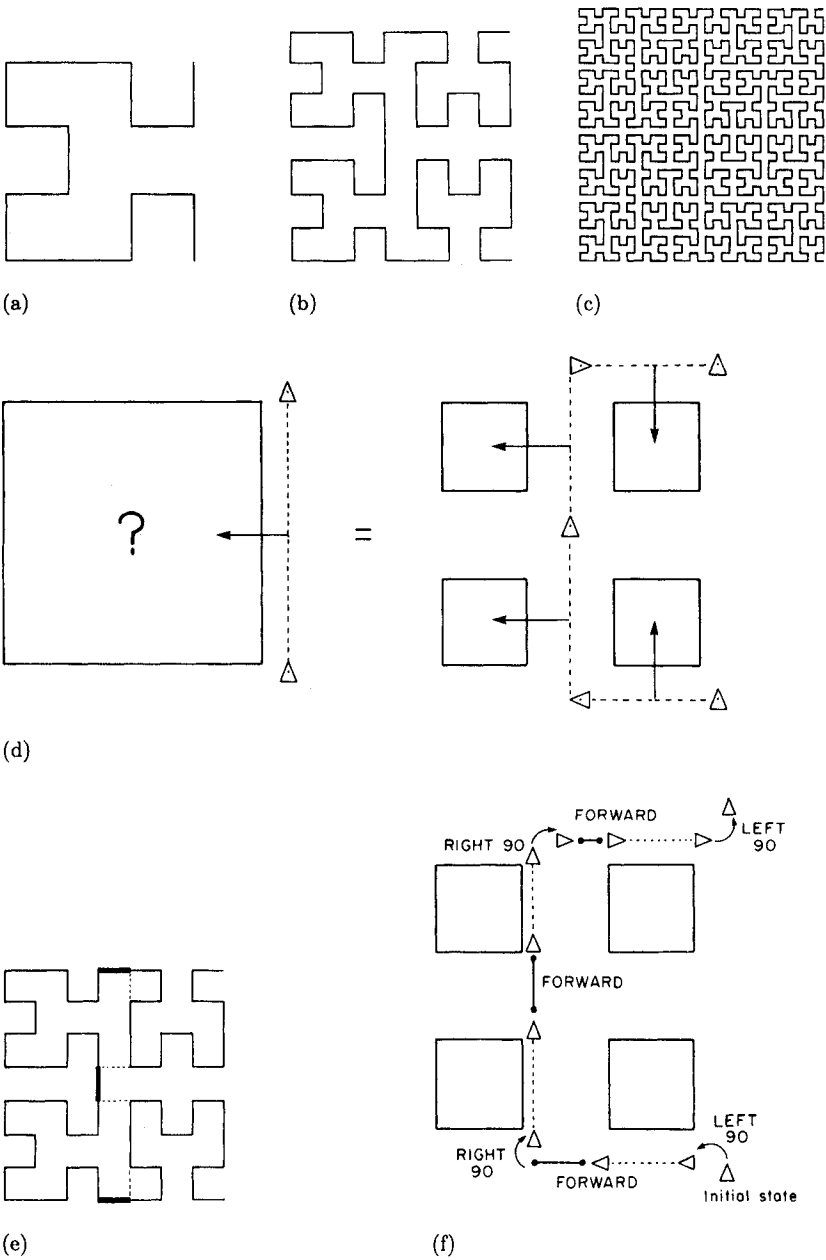 (a)
(b)
(c)
?
=
(d)
FORWARD
RIGHT 90
LEFT
90
FORWARD
LEFT
90
RIGHT
90
FORWARD
Initial state
(e)
(f)